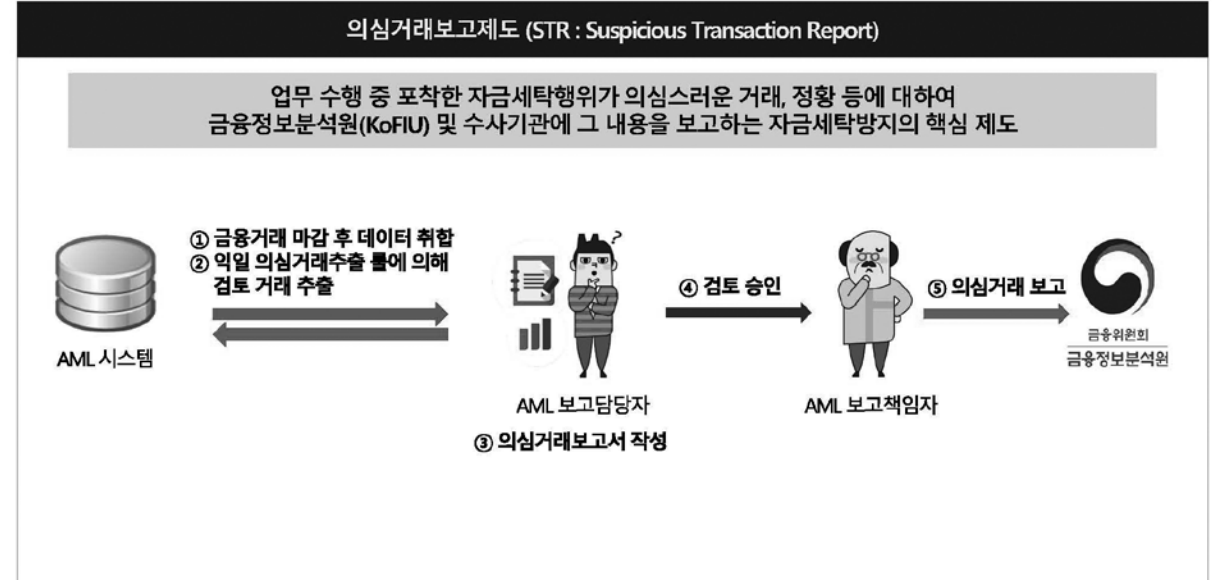 의심거래보고제도 (STR : Suspicious Transaction Report)
업무 수행 중 포착한 자금세탁행위가 의심스러운 거래, 정황 등에 대하여
금융정보분석원(KoFIU) 및 수사기관에 그 내용을 보고하는 자금세탁방지의 핵심 제도
① 금융거래 마감 후 데이터 취합
② 익일 의심거래추출 룰에 의해
검토 거래 추출
AML 시스템
?
AML 보고담당자
③ 의심거래보고서 작성
④ 검토 승인
AML 보고책임자
⑤ 의심거래 보고
금융위원회
금융정보분석원